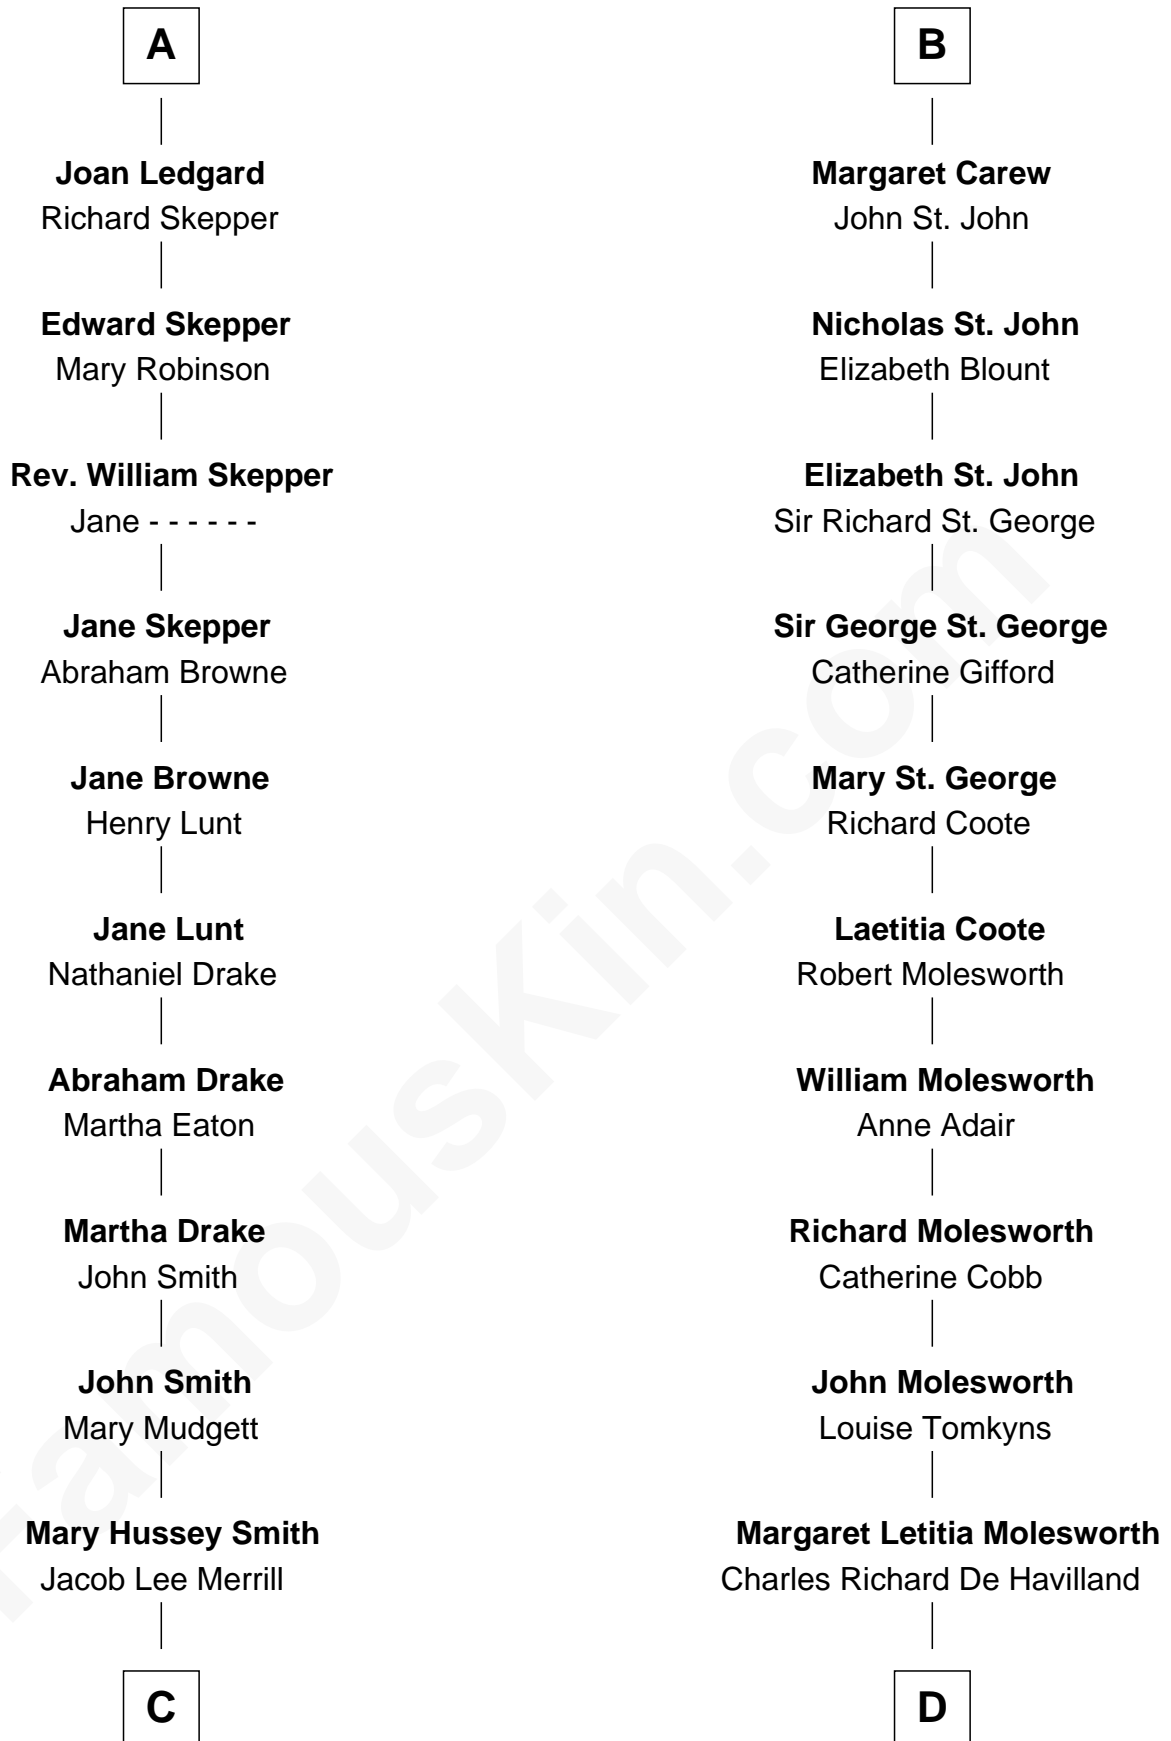 A
Joan Ledgard
Richard Skepper
Edward Skepper
Mary Robinson
Rev. William Skepper
Jane - - - - - -
Jane Skepper
Abraham Browne
Jane Browne
Henry Lunt
Jane Lunt
Nathaniel Drake
Abraham Drake
Martha Eaton
Martha Drake
John Smith
John Smith
Mary Mudgett
Mary Hussey Smith
Jacob Lee Merrill
C
B
Margaret Carew
John St. John
Nicholas St. John
Elizabeth Blount
Elizabeth St. John
Sir Richard St. George
Sir George St. George
Catherine Gifford
Mary St. George
Richard Coote
Laetitia Coote
Robert Molesworth
William Molesworth
Anne Adair
Richard Molesworth
Catherine Cobb
John Molesworth
Louise Tomkyns
Margaret Letitia Molesworth
Charles Richard De Havilland
D
FamousKin.com